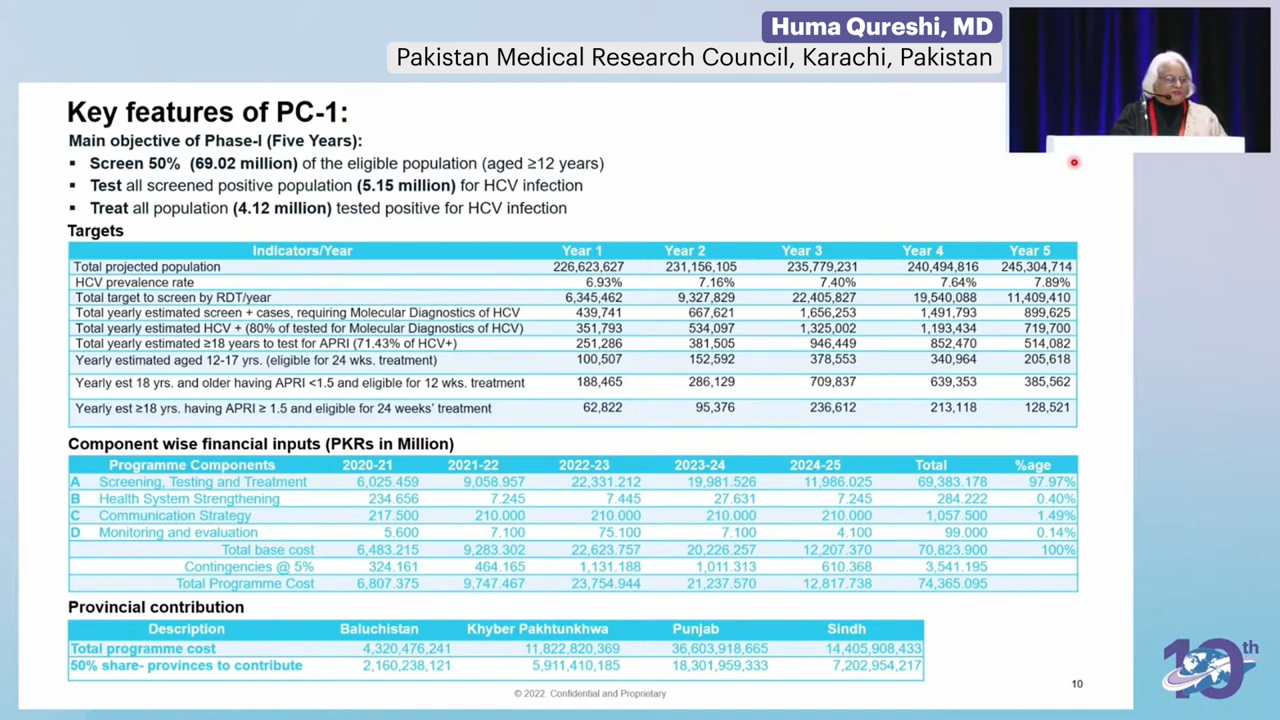 Huma Qureshi, MD
Pakistan Medical Research Council, Karachi, Pakistan
Key features of PC-1:
Main objective of Phase-I (Five Years):
▪ Screen 50% (69.02 million) of the eligible population (aged ≥12 years)
▪ Test all screened positive population (5.15 million) for HCV infection
▪ Treat all population (4.12 million) tested positive for HCV infection
Targets
Indicators/Year Year 1 Year 2 Year 3 Year 4 Year 5
Total projected population 226,623,627 231,156,105 235,779,231 240,494,816 245,304,714
HCV prevalence rate 6.93% 7.16% 7.40% 7.64% 7.89%
Total target to screen by RDT/year 6,345,462 9,327,829 22,405,827 19,540,088 11,409,410
Total yearly estimated screen + cases, requiring Molecular Diagnostics of HCV 439,741 667,621 1,656,253 1,491,793 899,625
Total yearly estimated HCV + (80% of tested for Molecular Diagnostics of HCV) 351,793 534,097 1,325,002 1,193,434 719,700
Total yearly estimated ≥18 years to test for APRI (71.43% of HCV+) 251,286 381,505 946,449 852,470 514,082
Yearly estimated aged 12-17 yrs. (eligible for 24 wks. treatment) 100,507 152,592 378,553 340,964 205,618
Yearly est 18 yrs. and older having APRI <1.5 and eligible for 12 wks. treatment 188,465 286,129 709,837 639,353 385,562
Yearly est ≥18 yrs. having APRI ≥ 1.5 and eligible for 24 weeks' treatment 62,822 95,376 236,612 213,118 128,521
Component wise financial inputs (PKRs in Million)
Programme Components 2020-21 2021-22 2022-23 2023-24 2024-25 Total %age
A Screening, Testing and Treatment 6,025.459 9,058.957 22,331.212 19,981.526 11,986.025 69,383.178 97.97%
B Health System Strengthening 234.656 7.245 7.445 27.631 7.245 284.222 0.40%
C Communication Strategy 217.500 210.000 210.000 210.000 210.000 1,057.500 1.49%
D Monitoring and evaluation 5.600 7.100 75.100 7.100 4.100 99.000 0.14%
Total base cost 6,483.215 9,283.302 22,623.757 20,226.257 12,207.370 70,823.900 100%
Contingencies @ 5% 324.161 464.165 1,131.188 1,011.313 610.368 3,541.195
Total Programme Cost 6,807.375 9,747.467 23,754.944 21,237.570 12,817.738 74,365.095
Provincial contribution
Description Baluchistan Khyber Pakhtunkhwa Punjab Sindh
Total programme cost 4,320,476,241 11,822,820,369 36,603,918,665 14,405,908,433
50% share- provinces to contribute 2,160,238,121 5,911,410,185 18,301,959,333 7,202,954,217
© 2022. Confidential and Proprietary
10
10th